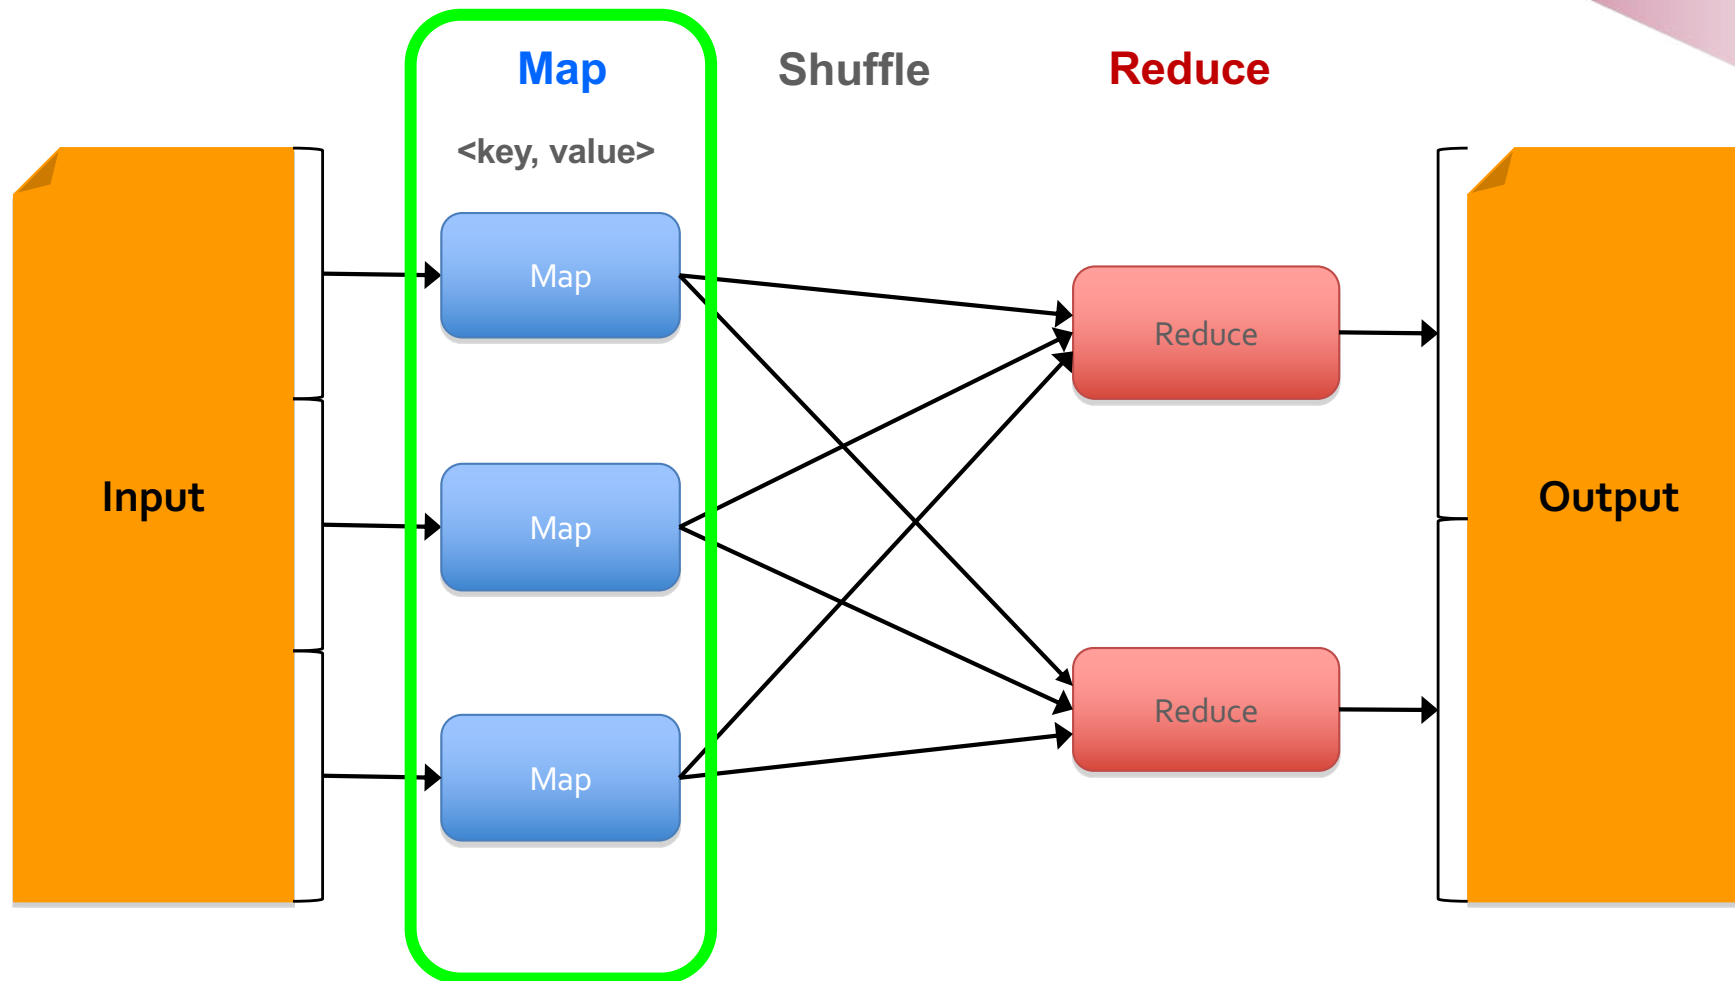 Map
Shuffle
Reduce
<key, value>
Map
Reduce
Input
Map
Output
Reduce
Map